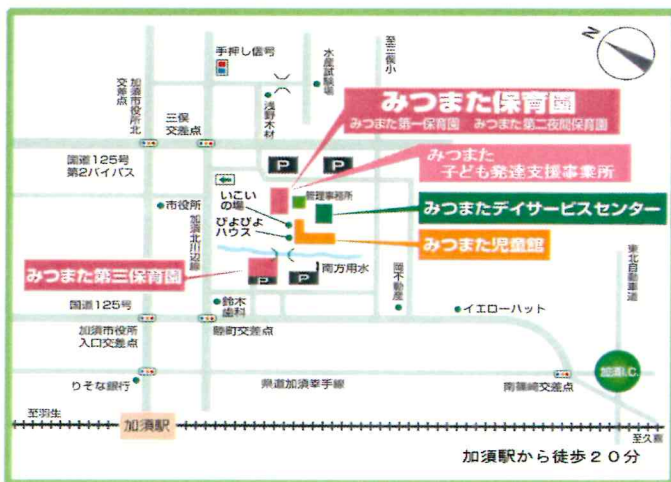 手押し信号
水産試験場
至三俣小
N
加須市役所北
交差点
三俣
交差点
浅野木材
みつまた保育園
みつまた第一保育園 みつまた第二夜間保育園
国道125号
第2バイパス
P
P
みつまた
子ども発達支援事業所
市役所
加須北川辺線
いこい
の場
管理事務所
ぴよぴよ
ハウス
みつまたデイサービスセンター
みつまた児童館
東北自動車道
みつまた第三保育園
P
P
南方用水
岡不動産
国道125号
鈴木
歯科
イエローハット
加須市役所
入口交差点
陸町交差点
加須I.C.
りそな銀行
県道加須幸手線
南篠崎交差点
至羽生
加須駅
至久喜
加須駅から徒歩20分